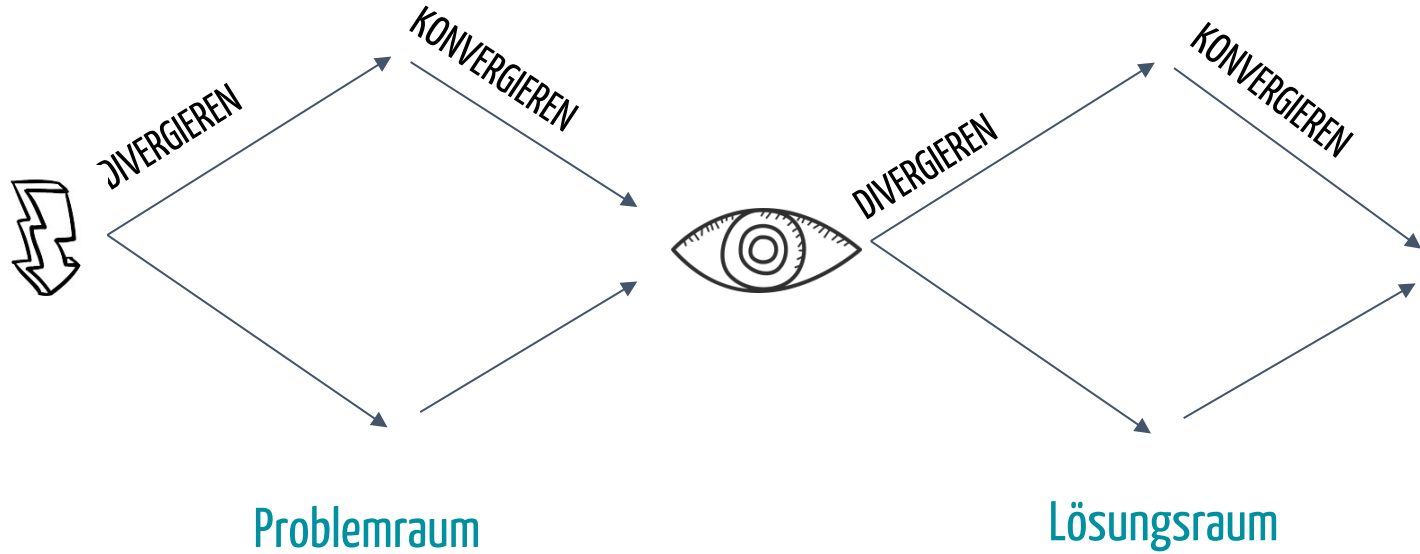 DIVERGIEREN
KONVERGIEREN
DIVERGIEREN
KONVERGIEREN
Problemraum
Lösungsraum